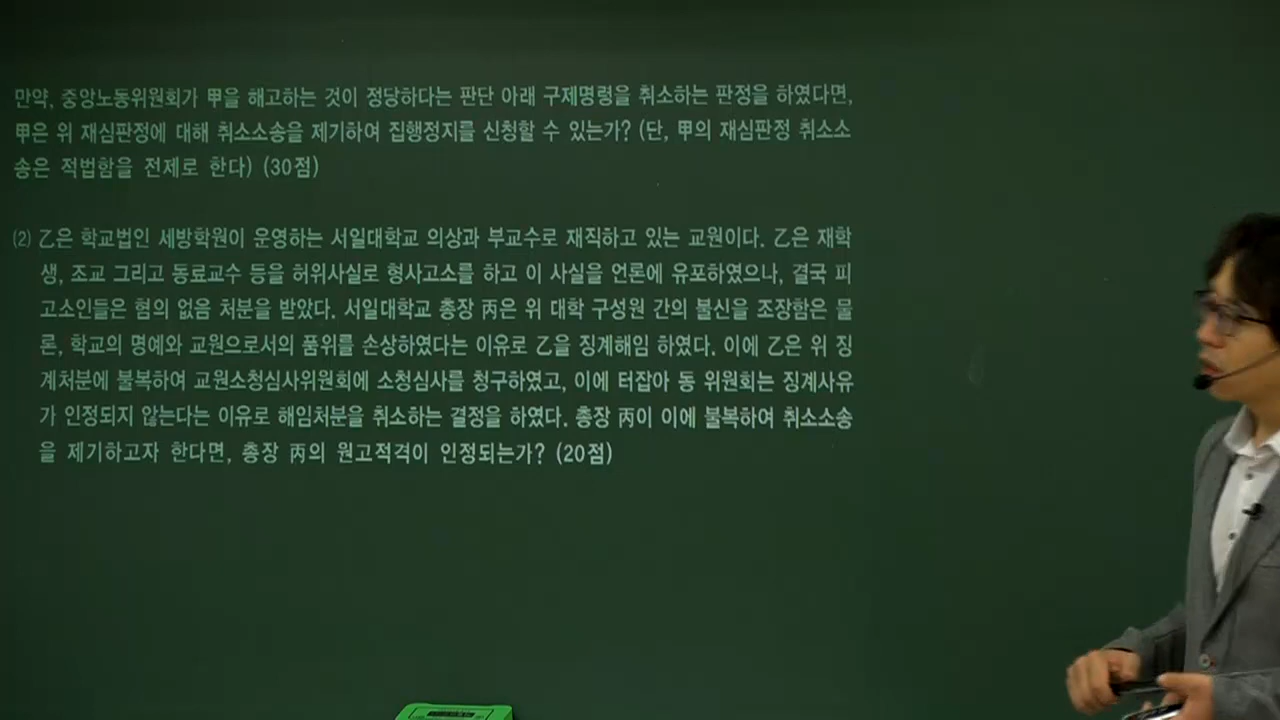 만약, 중앙노동위원회가 甲을 해고하는 것이 정당하다는 판단 아래 구제명령을 취소하는 판정을 하였다면,
甲은 위 재심판정에 대해 취소소송을 제기하여 집행정지를 신청할 수 있는가? (단, 甲의 재심판정 취소소
송은 적법함을 전제로 한다) (30점)
(2) 乙은 학교법인 세방학원이 운영하는 서일대학교 의상과 부교수로 재직하고 있는 교원이다. 乙은 재학
생, 조교 그리고 동료교수 등을 허위사실로 형사고소를 하고 이 사실을 언론에 유포하였으나, 결국 피
고소인들은 혐의 없음 처분을 받았다. 서일대학교 총장 丙은 위 대학 구성원 간의 불신을 조장함은 물
론, 학교의 명예와 교원으로서의 품위를 손상하였다는 이유로 乙을 징계해임 하였다. 이에 乙은 위 징
계처분에 불복하여 교원소청심사위원회에 소청심사를 청구하였고, 이에 터잡아 동 위원회는 징계사유
가 인정되지 않는다는 이유로 해임처분을 취소하는 결정을 하였다. 총장 丙이 이에 불복하여 취소소송
을 제기하고자 한다면, 총장 丙의 원고적격이 인정되는가? (20점)